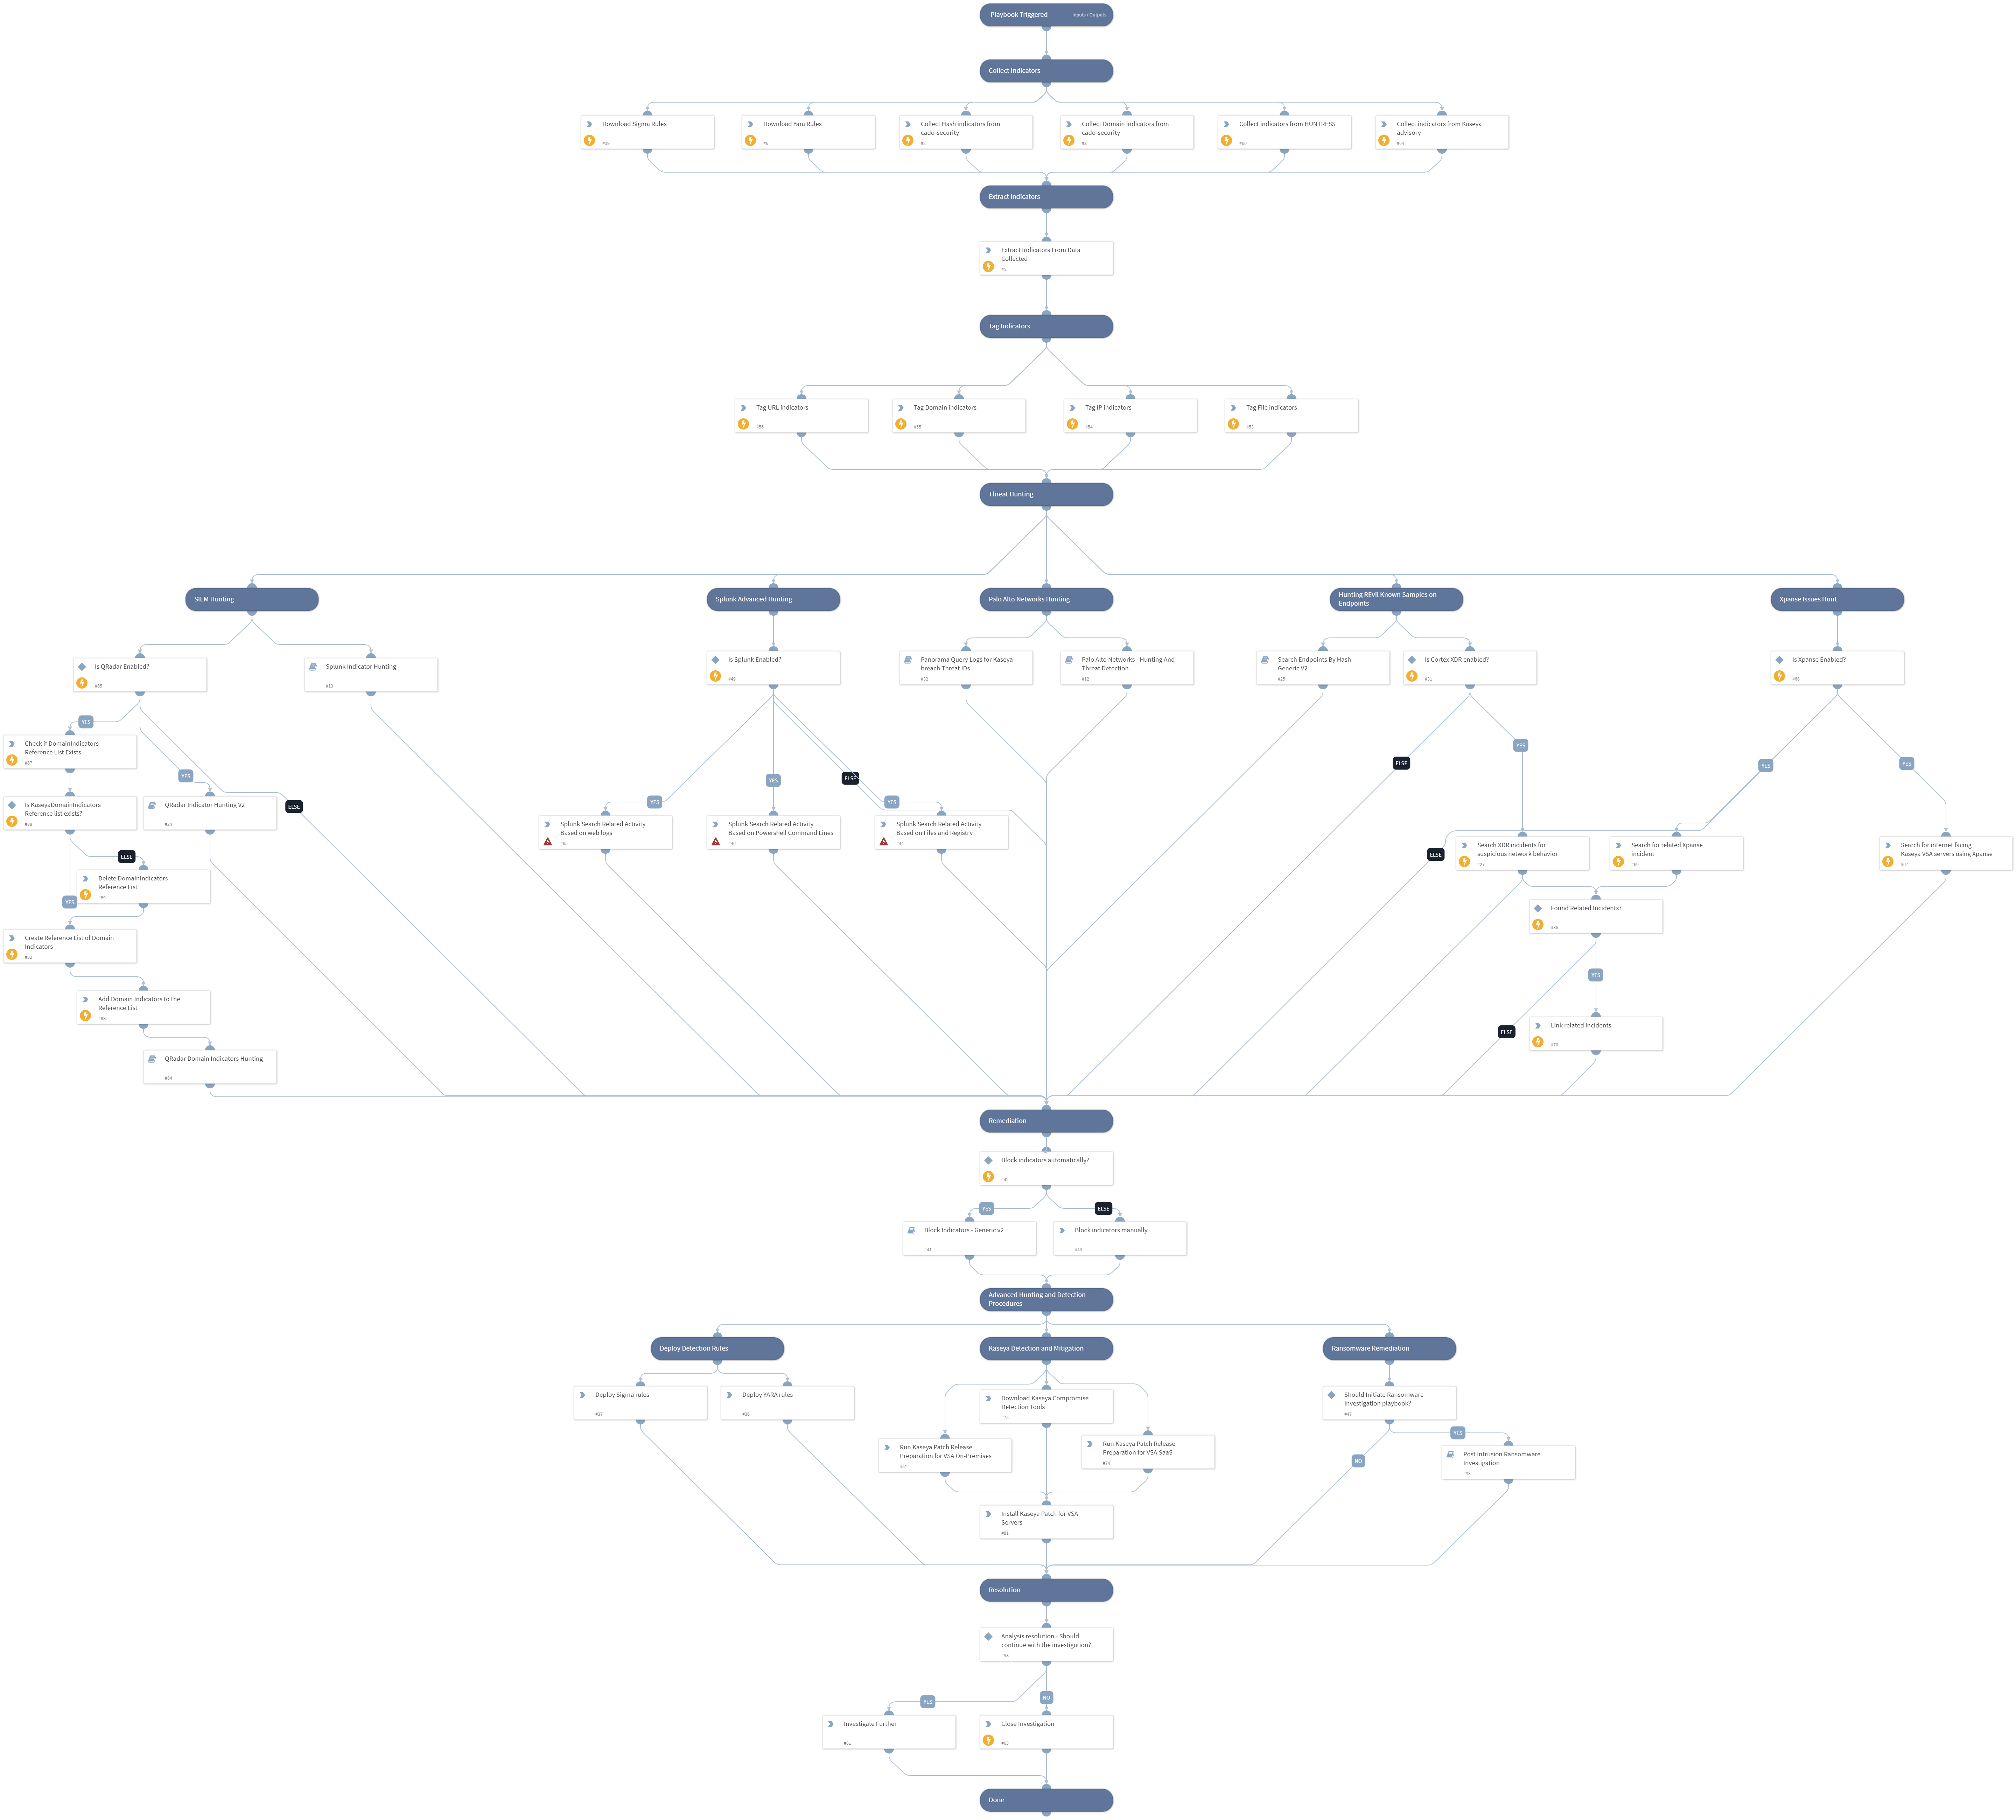 Playbook Triggered
Inputs / Outputs
Collect Indicators
Download Sigma Rules
#39
Download Yara Rules
#6
Collect Hash indicators from
cado-security
#2
Collect Domain indicators from
cado-security
#3
Collect indicators from HUNTRESS
#60
Collect indicators from Kaseya
advisory
#64
Extract Indicators
Extract Indicators From Data
Collected
#5
Tag Indicators
Tag URL indicators
Tag Domain indicators
#55
Tag IP indicators
#54
Tag File indicators
#53
Threat Hunting
SIEM Hunting
Splunk Advanced Hunting
Palo Alto Networks Hunting
Hunting REvil Known Samples on
Endpoints
Xpanse Issues Hunt
Is QRadar Enabled?
#85
Splunk Indicator Hunting
#13
Is Splunk Enabled?
#49
Panorama Query Logs for Kaseya
breach Threat IDs
#32
Palo Alto Networks - Hunting And
Threat Detection
#12
Search Endpoints By Hash -
Generic V2
#25
Is Cortex XDR enabled?
#31
Is Xpanse Enabled?
#68
YES
Check if DomainIndicators
Reference List Exists
#87
YES
ELSE
Is KaseyaDomainIndicators
Reference list exists?
#88
QRadar Indicator Hunting V2
ELSE
Delete DomainIndicators
Reference List
YES
Create Reference List of Domain
Indicators
#82
Add Domain Indicators to the
Reference List
#83
QRadar Domain Indicators Hunting
#84
YES
YES
ELSE
YES
Splunk Search Related Activity
Based on web logs
Splunk Search Related Activity
Based on Powershell Command Lines
#46
Splunk Search Related Activity
Based on Files and Registry
#44
ELSE
YES
YES
YES
ELSE
Search XDR incidents for
suspicious network behavior
#27
Search for related Xpanse
incident
Search for internet facing
Kaseya VSA servers using Xpanse
#67
Found Related Incidents?
YES
ELSE
Link related incidents
#70
Remediation
Block indicators automatically?
#42
YES
ELSE
Block Indicators - Generic v2
#41
Block indicators manually
#43
Advanced Hunting and Detection
Procedures
Deploy Detection Rules
Kaseya Detection and Mitigation
Ransomware Remediation
Deploy Sigma rules
#37
Deploy YARA rules
Download Kaseya Compromise
Detection Tools
#75
Should Initiate Ransomware
Investigation playbook?
#47
Run Kaseya Patch Release
Preparation for VSA On-Premises
#51
Run Kaseya Patch Release
Preparation for VSA SaaS
#74
YES
NO
Post Intrusion Ransomware
Investigation
#33
Install Kaseya Patch for VSA
Servers
#81
Resolution
Analysis resolution - Should
continue with the investigation?
#58
YES
NO
Investigate Further
#61
Close Investigation
#63
Done